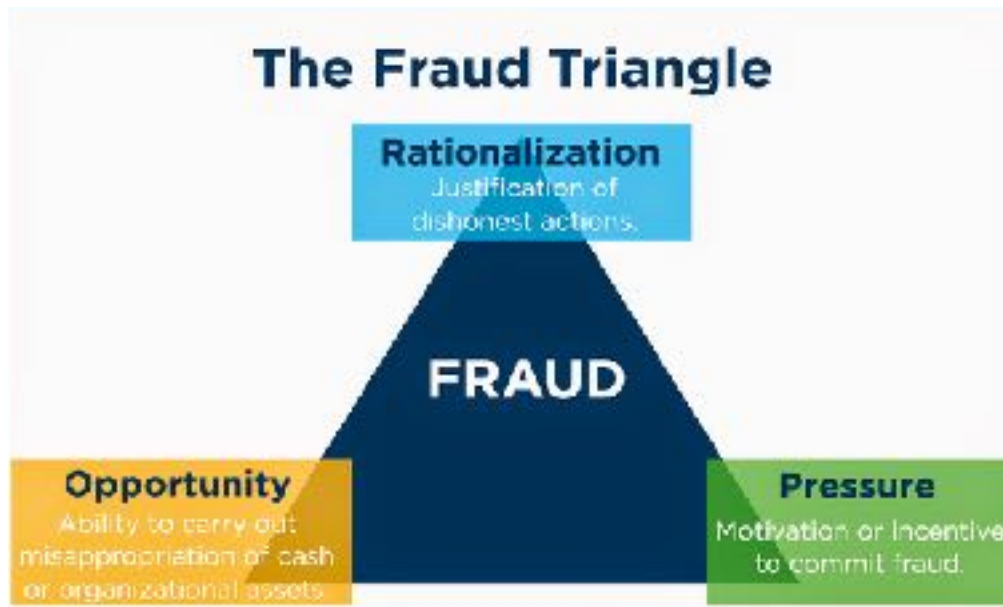 The Fraud Triangle
Rationalization
Justification of
dishonest actions.
FRAUD
Opportunity
Ability to carry out
misappropriation of cash
or organizational assets
Pressure
Motivation or incentive
to commit fraud.